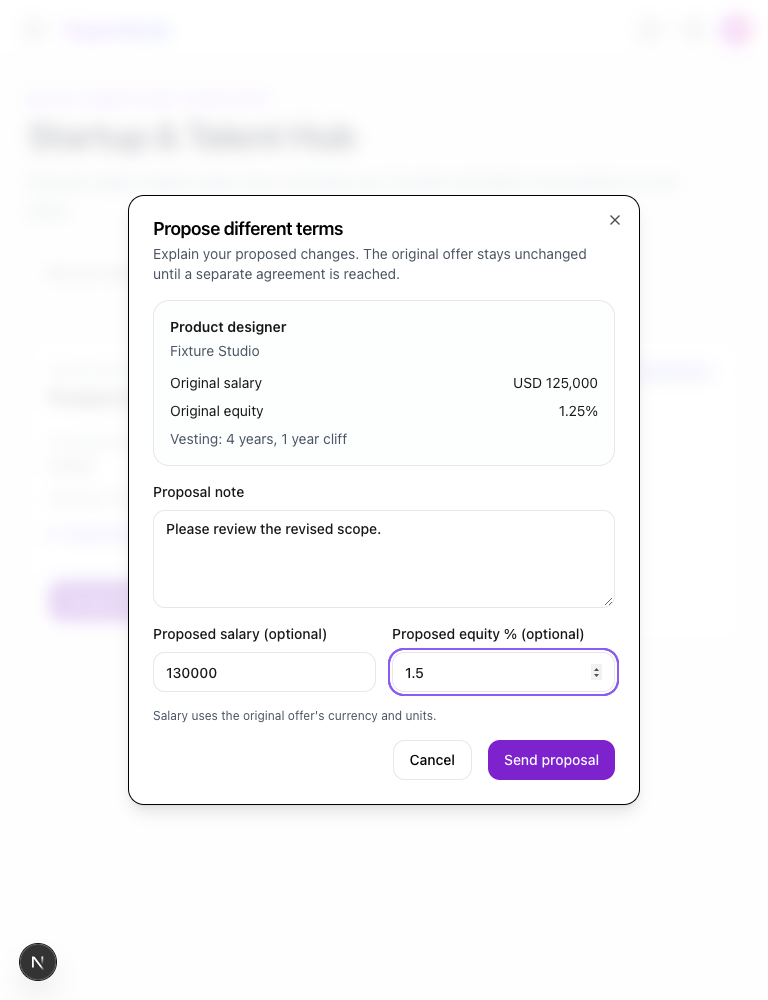 Startup & Talent Hub
Propose different terms
Explain your proposed changes. The original offer stays unchanged
until a separate agreement is reached.
Product designer
Fixture Studio
Original salary USD 125,000
Original equity 1.25%
Vesting: 4 years, 1 year cliff
Proposal note
Please review the revised scope.
Proposed salary (optional) Proposed equity % (optional)
130000 1.5
Salary uses the original offer's currency and units.
Cancel Send proposal
N